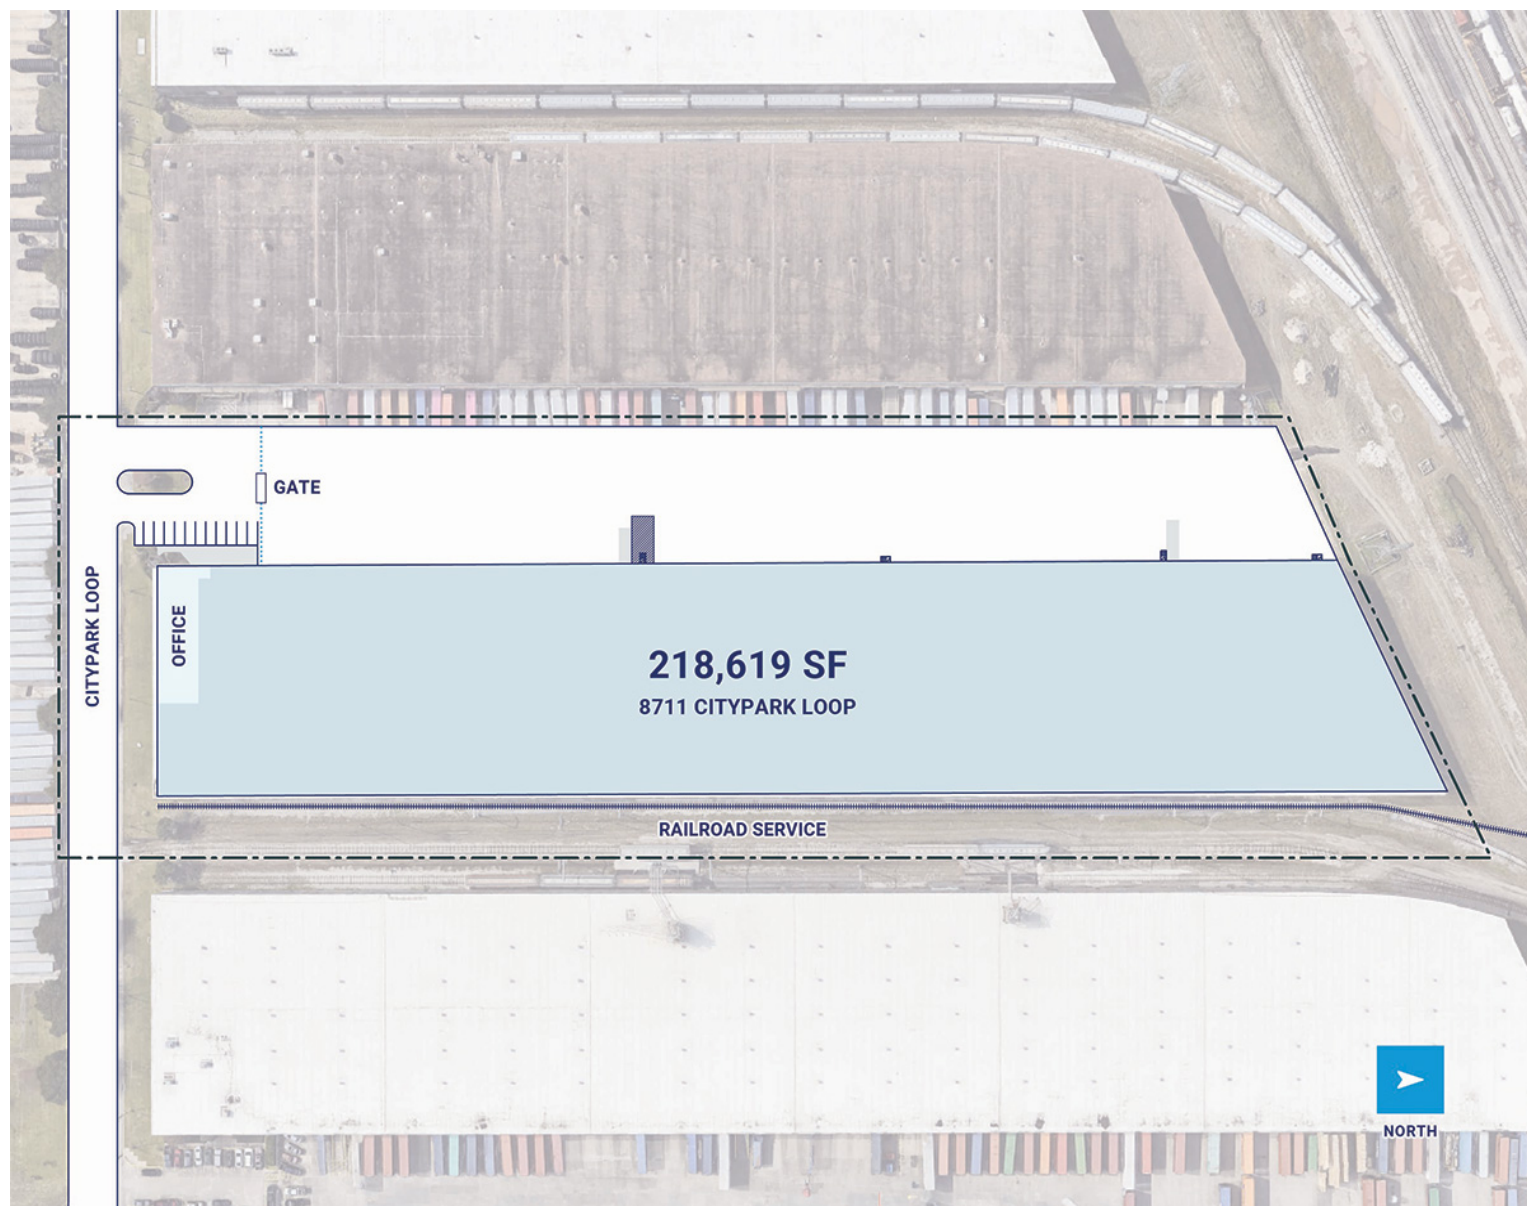 GATE
CITYPARK LOOP
OFFICE
218,619 SF
8711 CITYPARK LOOP
RAILROAD SERVICE
NORTH